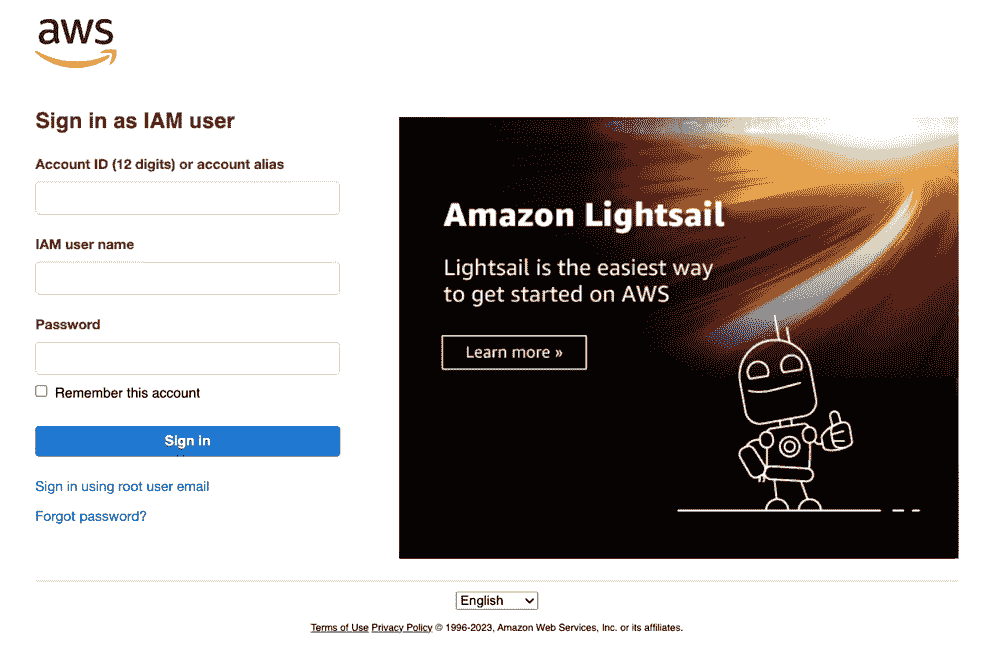 aws
Sign in as IAM user
Account ID (12 digits) or account alias
IAM user name
Password
Remember this account
Sign in
Sign in using root user email
Forgot password?
Amazon Lightsail
Lightsail is the easiest way
to get started on AWS
Learn more »
English
Terms of Use Privacy Policy © 1996-2023, Amazon Web Services, Inc. or its affiliates.